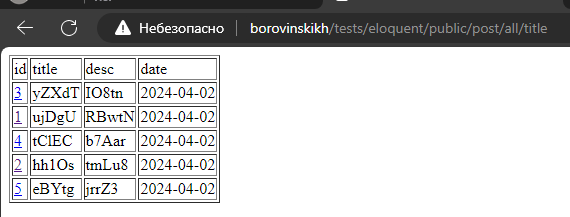 Небезопасно borovinskikh/tests/eloquent/public/post/all/title
id title desc date
3 yZXdT IO8tn 2024-04-02
1 ujDgU RBwtN 2024-04-02
4 tClEC b7Aar 2024-04-02
2 hh1Os tmLu8 2024-04-02
5 eBYtg jrrZ3 2024-04-02